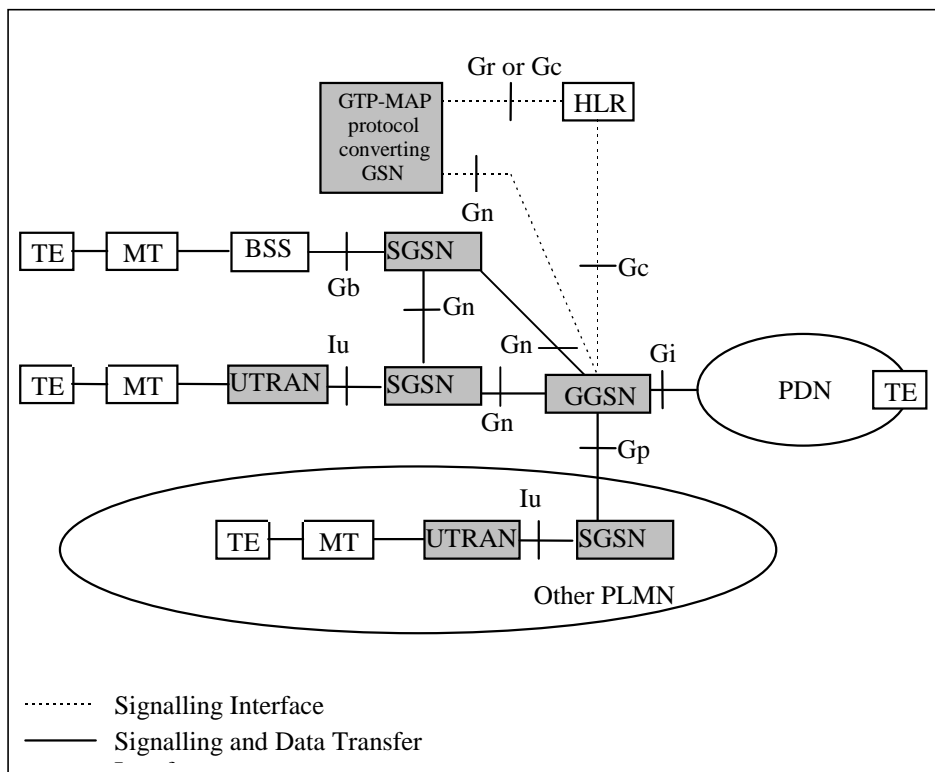 Gr or Gc
GTP-MAP
protocol
converting
GSN
HLR
Gn
TE
MT
BSS
Gb
SGSN
Gc
Gn
Gn
TE
MT
UTRAN
Iu
SGSN
Gn
GGSN
Gi
PDN
TE
Gp
TE
MT
UTRAN
Iu
SGSN
Other PLMN
Signalling Interface
Signalling and Data Transfer